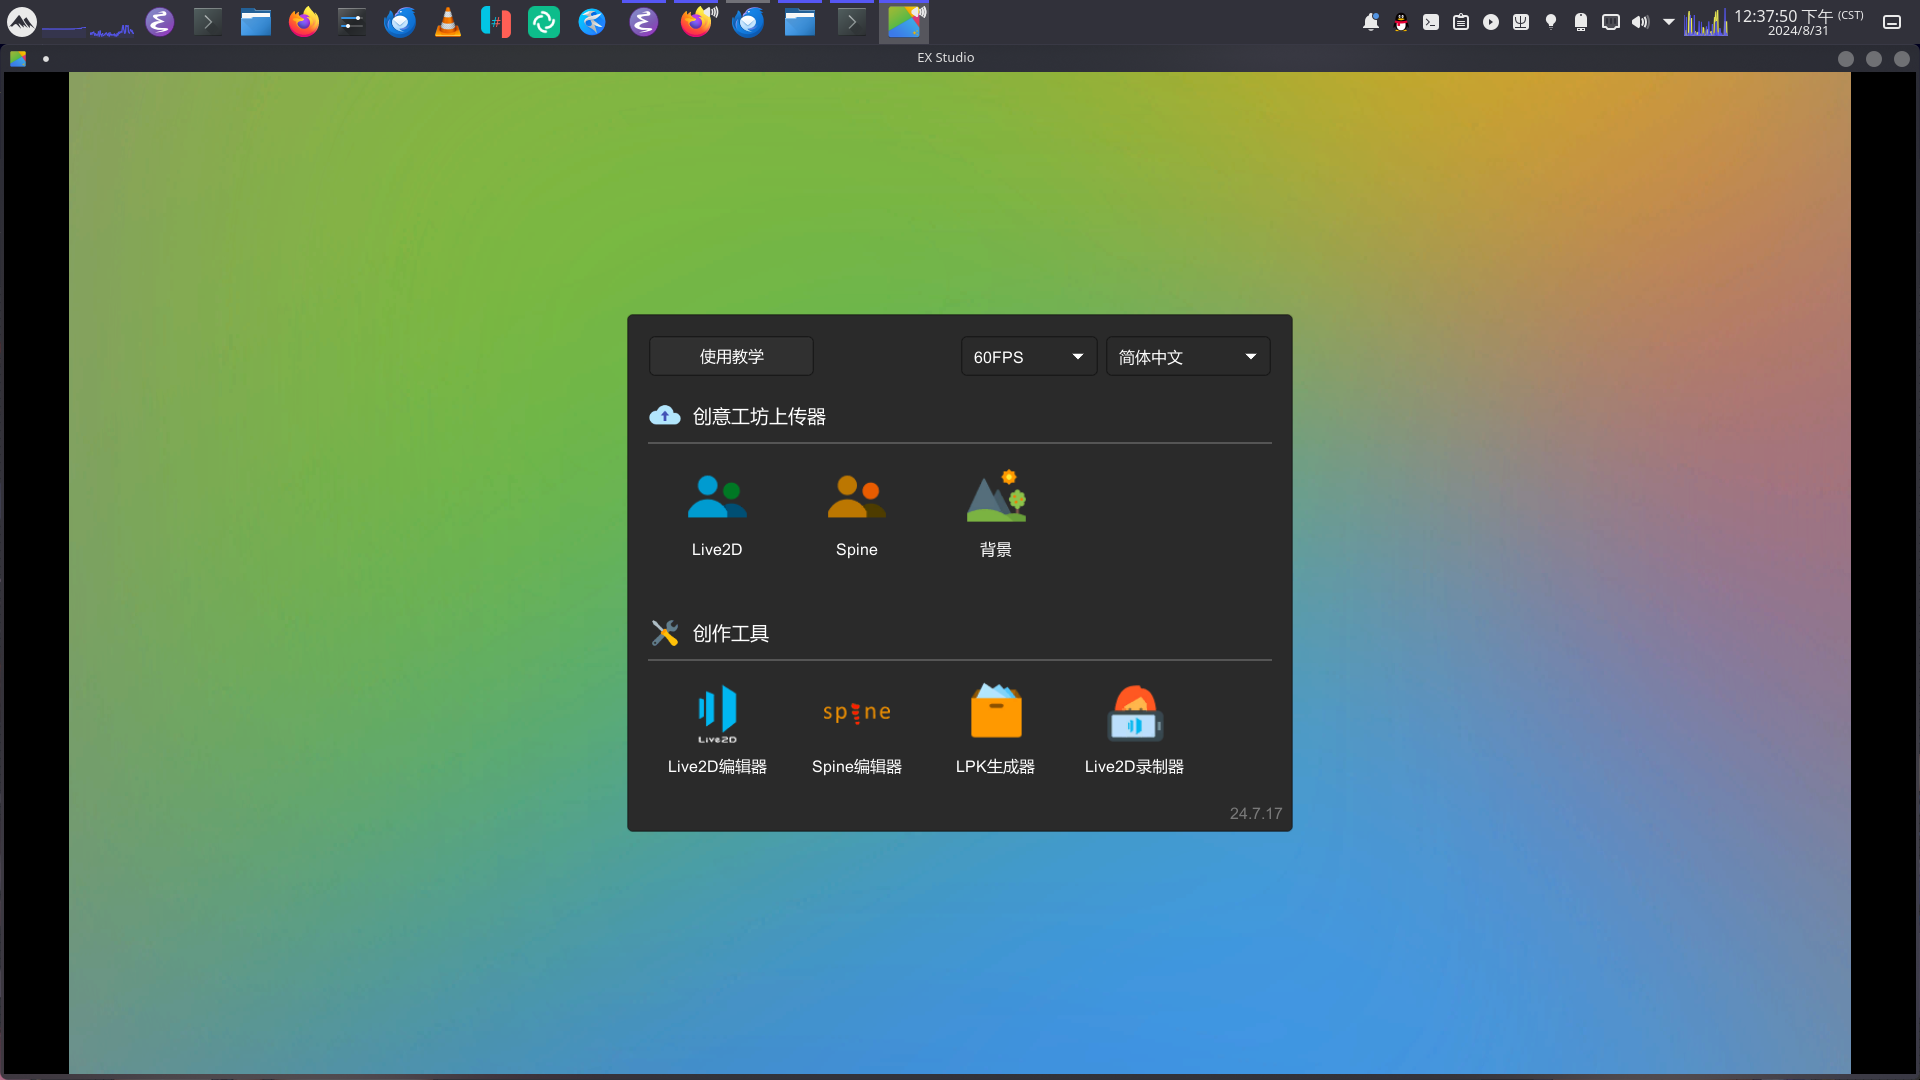 12:37:50 下午 (CST)
2024/8/31
EX Studio
使用教学
60FPS
简体中文
创意工坊上传器
Live2D
Spine
背景
创作工具
Live2D
spine
Live2D编辑器
Spine编辑器
LPK生成器
Live2D录制器
24.7.17